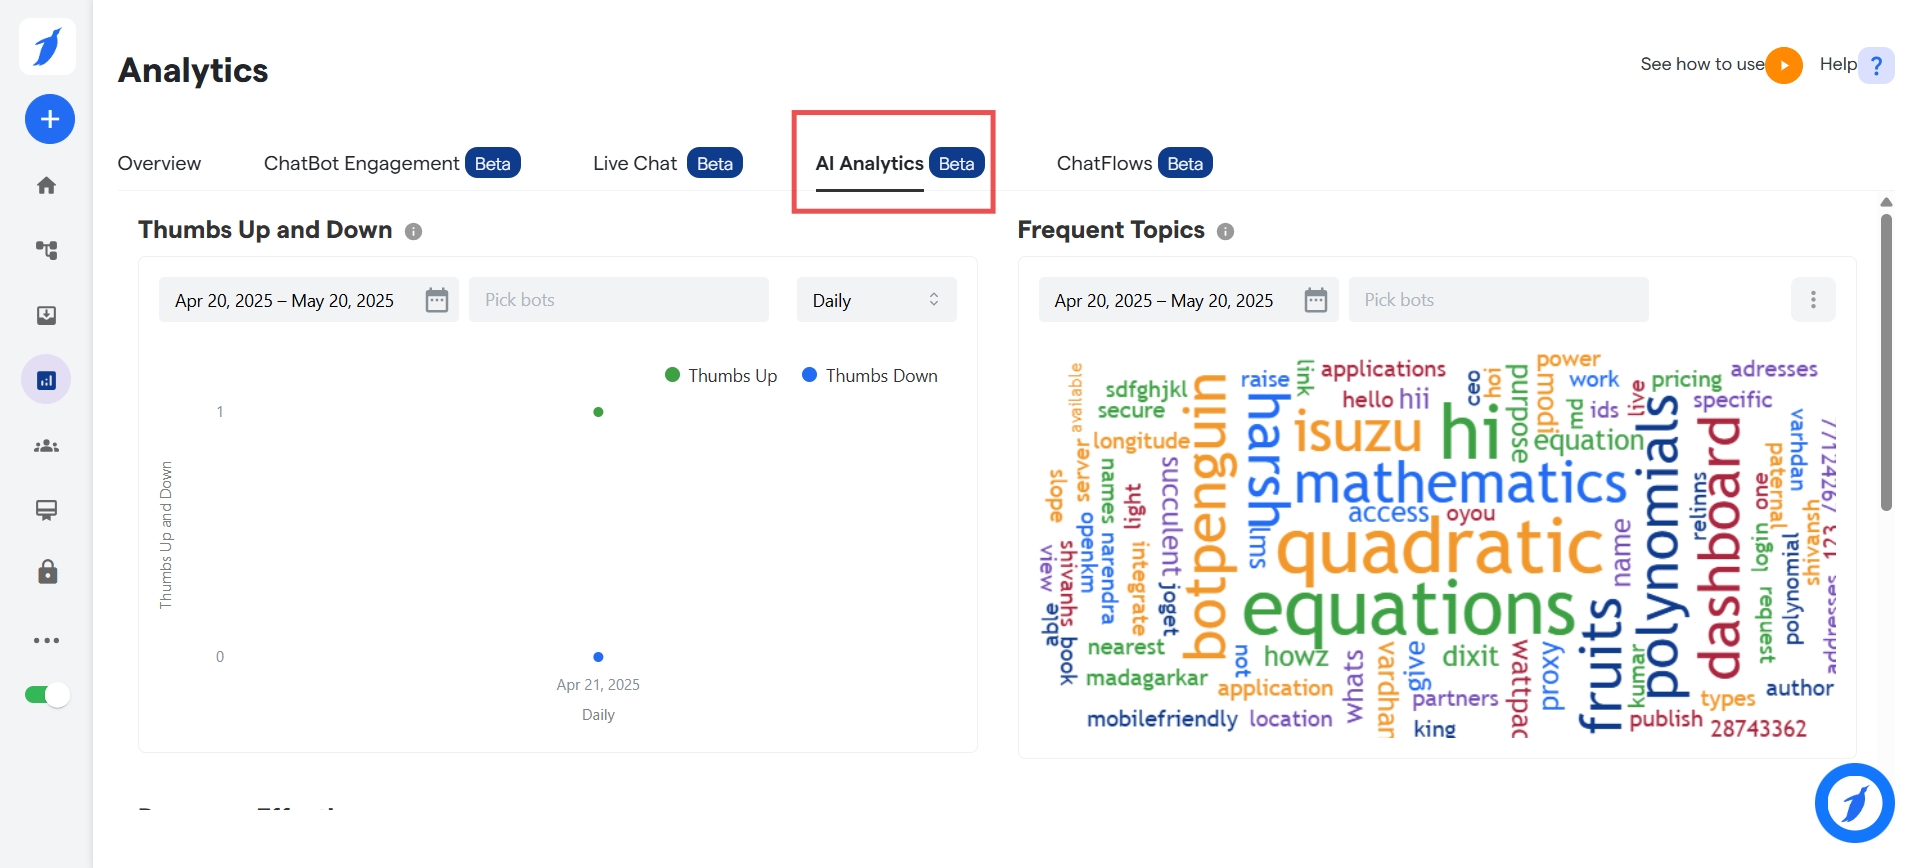 Analytics
See how to use
Help ?
Overview
ChatBot Engagement Beta
Live Chat Beta
AI Analytics Beta
ChatFlows Beta
Thumbs Up and Down
Apr 20, 2025 – May 20, 2025
Pick bots
Daily
Thumbs Up
Thumbs Down
1
Thumbs Up and Down
0
Apr 21, 2025
Daily
Frequent Topics
Apr 20, 2025 – May 20, 2025
Pick bots
available
sdfghjkl
secure
longitude
botpenguin
raise
link
applications
hello
hii
ceo
hoi
purpose
power
modi
work
md
ids
live
pricing
adresses
specific
harsh
isuzu
hi
equation
mathematics
polynomials
dashboard
varhdan
paternal
slope
server
names
light
succulent
access
oyou
relinns
one
quadratic
lms
name
login
shivansh
123
view
shivanhs
openkm
narendra
integrate
joget
equations
polynomial
request
addresses
able
book
nearest
madagarkar
mobilefriendly
application
location
not
howz
whats
vardhan
give
dixit
partners
king
proxy
fruits
kumar
types
author
publish
28743362